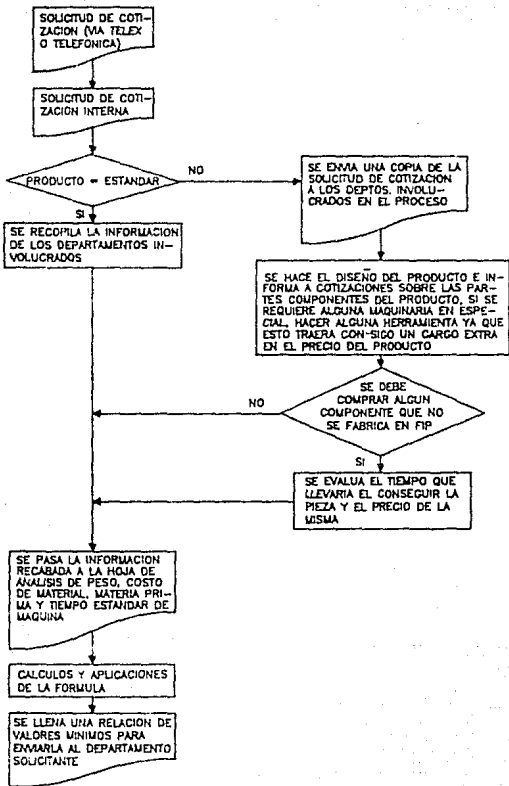 SOLICITUD DE COTI-
ZACION (VIA TELEX
O TELEFONICA)
SOLICITUD DE COTI-
ZACION INTERNA
PRODUCTO = ESTANDAR
NO
SI
SE RECOPILA LA INFORMACION
DE LOS DEPARTAMENTOS IN-
VOLUCRADOS
SE ENVIA UNA COPIA DE LA
SOLICITUD DE COTIZACION
A LOS DEPTOS. INVOLU-
CRADOS EN EL PROCESO
SE HACE EL DISEÑO DEL PRODUCTO E IN-
FORMA A COTIZACIONES SOBRE LAS PAR-
TES COMPONENTES DEL PRODUCTO, SI SE
REQUIERE ALGUNA MAQUINARIA EN ESPE-
CIAL, HACER ALGUNA HERRAMIENTA YA QUE
ESTO TRAERA CON-SIGO UN CARGO EXTRA
EN EL PRECIO DEL PRODUCTO
SE DEBE
COMPRAR ALGUN
COMPONENTE QUE NO
SE FABRICA EN FIP
NO
SI
SE EVALUA EL TIEMPO QUE
LLEVARIA EL CONSEGUIR LA
PIEZA Y EL PRECIO DE LA
MISMA
SE PASA LA INFORMACION
RECABADA A LA HOJA DE
ANALISIS DE PESO, COSTO
DE MATERIAL, MATERIA PRI-
MA Y TIEMPO ESTANDAR DE
MAQUINA
CALCULOS Y APLICACIONES
DE LA FORMULA
SE LLENA UNA RELACION DE
VALORES MINIMOS PARA
ENVIARLA AL DEPARTAMENTO
SOLICITANTE